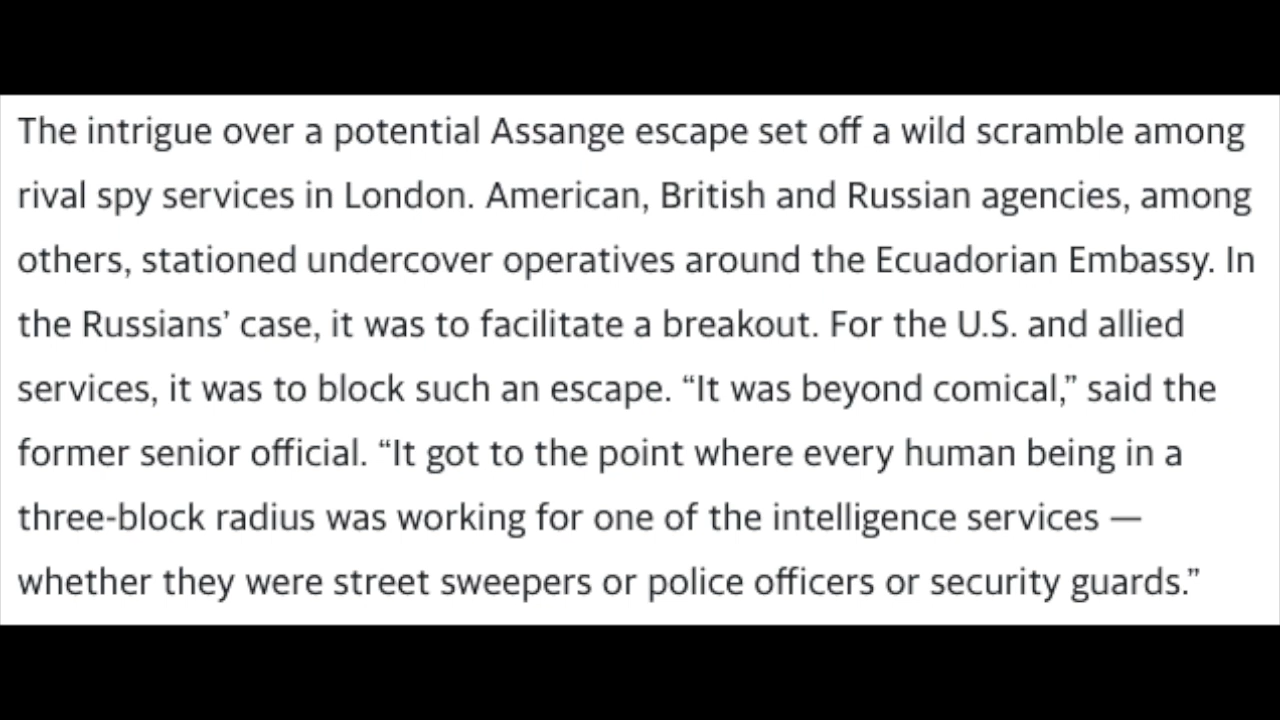 The intrigue over a potential Assange escape set off a wild scramble among
rival spy services in London. American, British and Russian agencies, among
others, stationed undercover operatives around the Ecuadorian Embassy. In
the Russians’ case, it was to facilitate a breakout. For the U.S. and allied
services, it was to block such an escape. “It was beyond comical,” said the
former senior official. “It got to the point where every human being in a
three-block radius was working for one of the intelligence services —
whether they were street sweepers or police officers or security guards.”